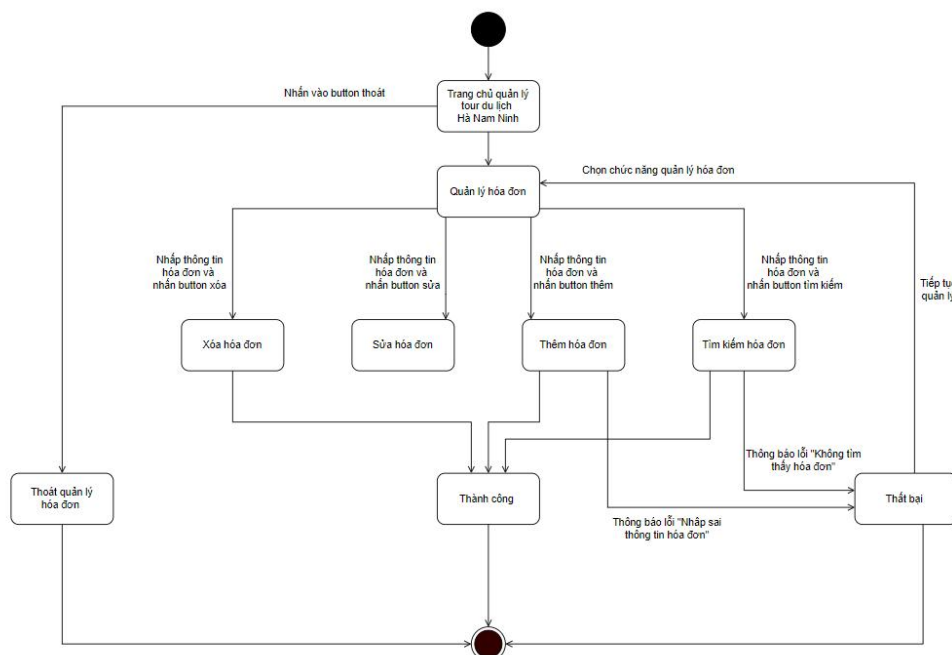 Nhấn vào button thoát
Trang chủ quản lý
tour du lịch
Hà Nam Ninh
Chọn chức năng quản lý hóa đơn
Quản lý hóa đơn
Nhấp thông tin
hóa đơn và
nhấn button xóa
Nhấp thông tin
hóa đơn và
nhấn button sửa
Nhấp thông tin
hóa đơn và
nhấn button thêm
Nhấp thông tin
hóa đơn và
nhấn button tìm kiếm
Tiếp tục
quản lý
Xóa hóa đơn
Sửa hóa đơn
Thêm hóa đơn
Tìm kiếm hóa đơn
Thông báo lỗi "Không tìm
thấy hóa đơn"
Thoát quản lý
hóa đơn
Thành công
Thất bại
Thông báo lỗi "Nhập sai
thông tin hóa đơn"